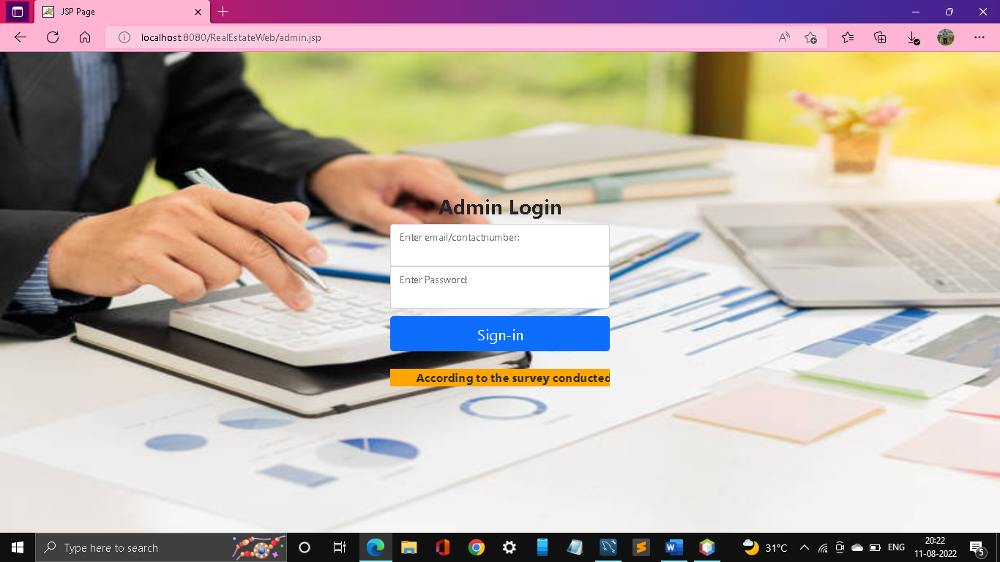 JSP Page
localhost:8080/RealEstateWeb/admin.jsp
Admin Login
Enter email/contactnumber:
Enter Password:
Sign-in
According to the survey conducted
Type here to search
31°C
ENG
20:22
11-08-2022
5